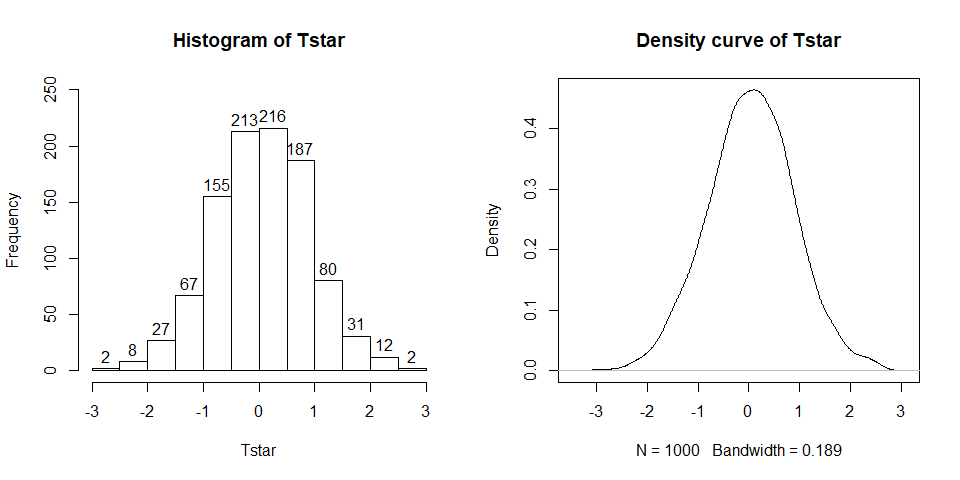 Histogram of Tstar
Frequency
250
200
150
100
50
0
2
8
27
67
155
213
216
187
80
31
12
2
-3 -2 -1 0 1 2 3
Tstar
Density curve of Tstar
Density
0.4
0.3
0.2
0.1
0.0
-3 -2 -1 0 1 2 3
N = 1000 Bandwidth = 0.189